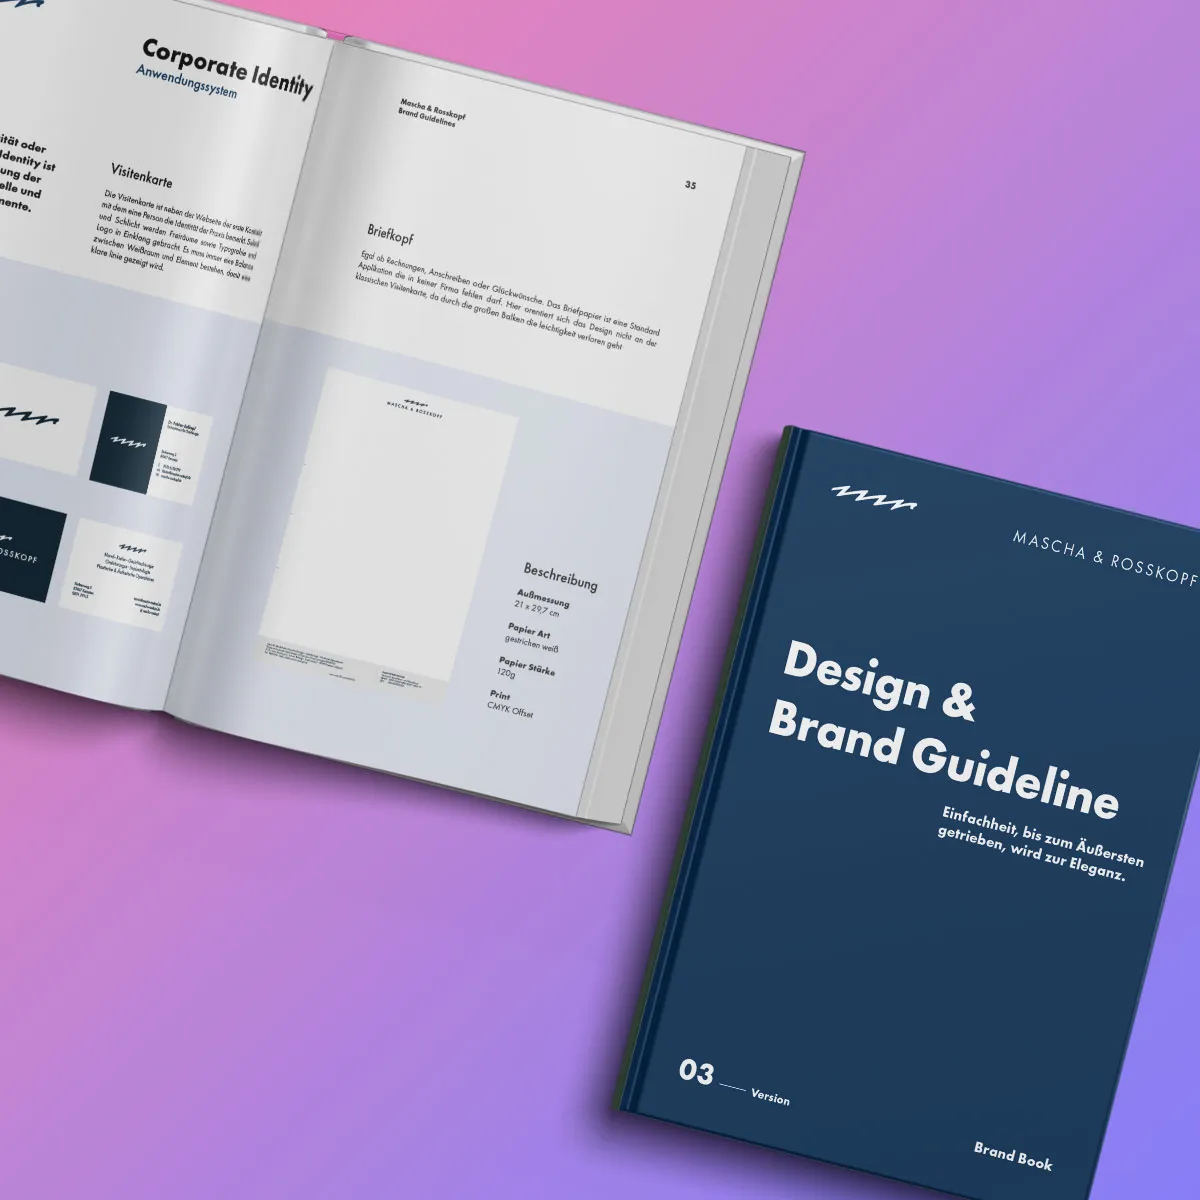 Corporate Identity
Anwendungssystem
ität oder
Identity ist
ung der
elle und
mente.
Visitenkarte
Die Visitenkarte ist neben der Webseite der erste Kontakt
mit dem eine Person die Identität der Praxis bemerkt. Soll
und Schlicht werden. Freiräume sowie Typografie und
Logo in Einklang gebracht. Es muss immer eine Balance
zwischen Weißraum und Element bestehen, damit eine
klare linie gezeigt wird.
OSSKOPF
Mascha & Rosskopf
Brand Guidelines
35
Briefkopf
Egal ob Rechnungen, Anschreiben oder Glückwünsche. Das Briefpapier ist eine Standard
Applikation die in keiner Firma fehlen darf. Hier orentiert sich das Design nicht an der
klassischen Visitenkarte, da durch die großen Balken die leichtigkeit verloren geht
MASCHA & ROSSKOPF
Beschreibung
Außmessung
21 x 29,7 cm
Papier Art
gestrichen weiß
Papier Stärke
120g
Print
CMYK Offset
MASCHA & ROSSKOPF
Design &
Brand Guideline
Einfachheit, bis zum Äußersten
getrieben, wird zur Eleganz.
03 Version
Brand Book